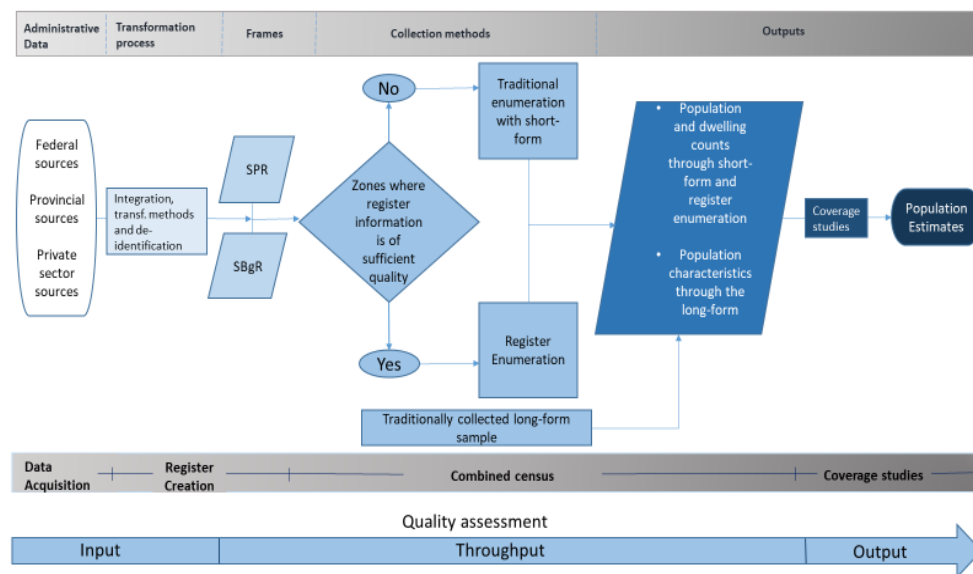 Administrative
Data
Transformation
process
Frames
Collection methods
Outputs
Federal
sources
Provincial
sources
Private
sector
sources
Integration,
transf. methods
and de-
identification
SPR
SBgR
No
Zones where
register
information is
of sufficient
quality
Yes
Traditional
enumeration
with short-
form
Register
Enumeration
Traditionally collected long-form
sample
• Population
and dwelling
counts
through short-
form and
register
enumeration
• Population
characteristics
through the
long-form
Coverage
studies
Population
Estimates
Data
Acquisition
Register
Creation
Combined census
Coverage studies
Quality assessment
Input
Throughput
Output